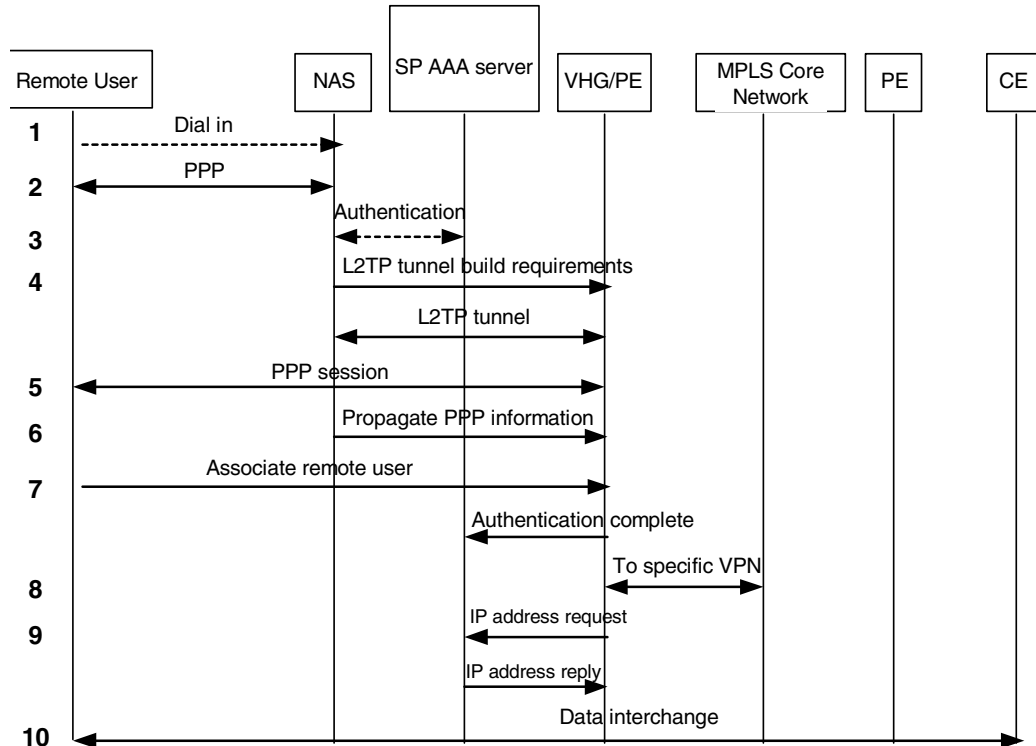 SP AAA server
Remote User
NAS
VHG/PE
MPLS Core
Network
PE
CE
1
Dial in
2
PPP
3
Authentication
4
L2TP tunnel build requirements
L2TP tunnel
5
PPP session
6
Propagate PPP information
7
Associate remote user
Authentication complete
8
To specific VPN
9
IP address request
IP address reply
10
Data interchange